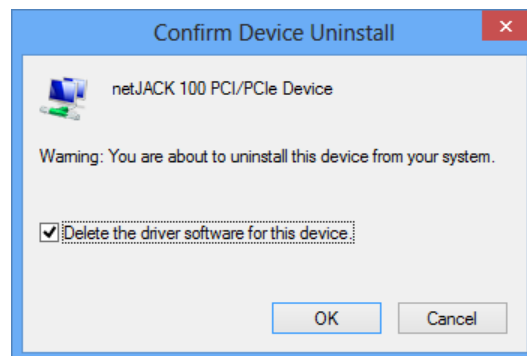 Confirm Device Uninstall
netJACK 100 PCI/PCIe Device
Warning: You are about to uninstall this device from your system.
Delete the driver software for this device.
OK Cancel